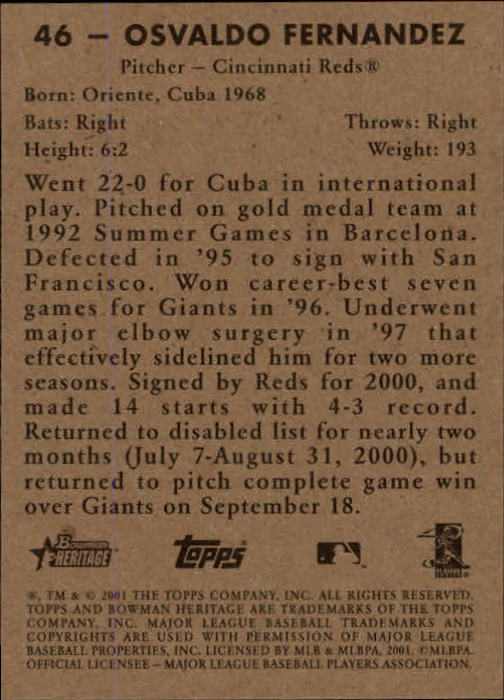 46 – OSVALDO FERNANDEZ
Pitcher – Cincinnati Reds®
Born: Oriente, Cuba 1968
Bats: Right Throws: Right
Height: 6:2 Weight: 193
Went 22-0 for Cuba in international
play. Pitched on gold medal team at
1992 Summer Games in Barcelona.
Defected in '95 to sign with San
Francisco. Won career-best seven
games for Giants in '96. Underwent
major elbow surgery in '97 that
effectively sidelined him for two more
seasons. Signed by Reds for 2000, and
made 14 starts with 4-3 record.
Returned to disabled list for nearly two
months (July 7-August 31, 2000), but
returned to pitch complete game win
over Giants on September 18.
Bowman
HERITAGE Topps
®, TM & © 2001 THE TOPPS COMPANY, INC. ALL RIGHTS RESERVED.
TOPPS AND BOWMAN HERITAGE ARE TRADEMARKS OF THE TOPPS
COMPANY, INC. MAJOR LEAGUE BASEBALL TRADEMARKS AND
COPYRIGHTS ARE USED WITH PERMISSION OF MAJOR LEAGUE
BASEBALL PROPERTIES, INC. LICENSED BY MLB & MLBPA, 2001. ©MLBPA.
OFFICIAL LICENSEE – MAJOR LEAGUE BASEBALL PLAYERS ASSOCIATION.